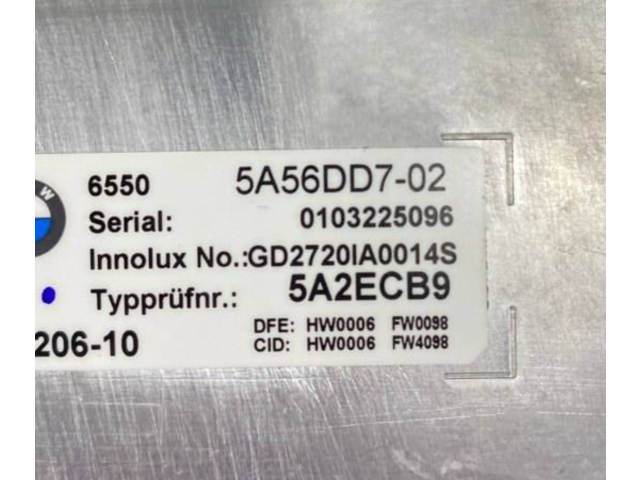 W
6550 5A56DD7-02
Serial: 0103225096
Innolux No.:GD2720IA0014S
Typprüfnr.: 5A2ECB9
DFE: HW0006 FW0098
206-10 CID: HW0006 FW4098